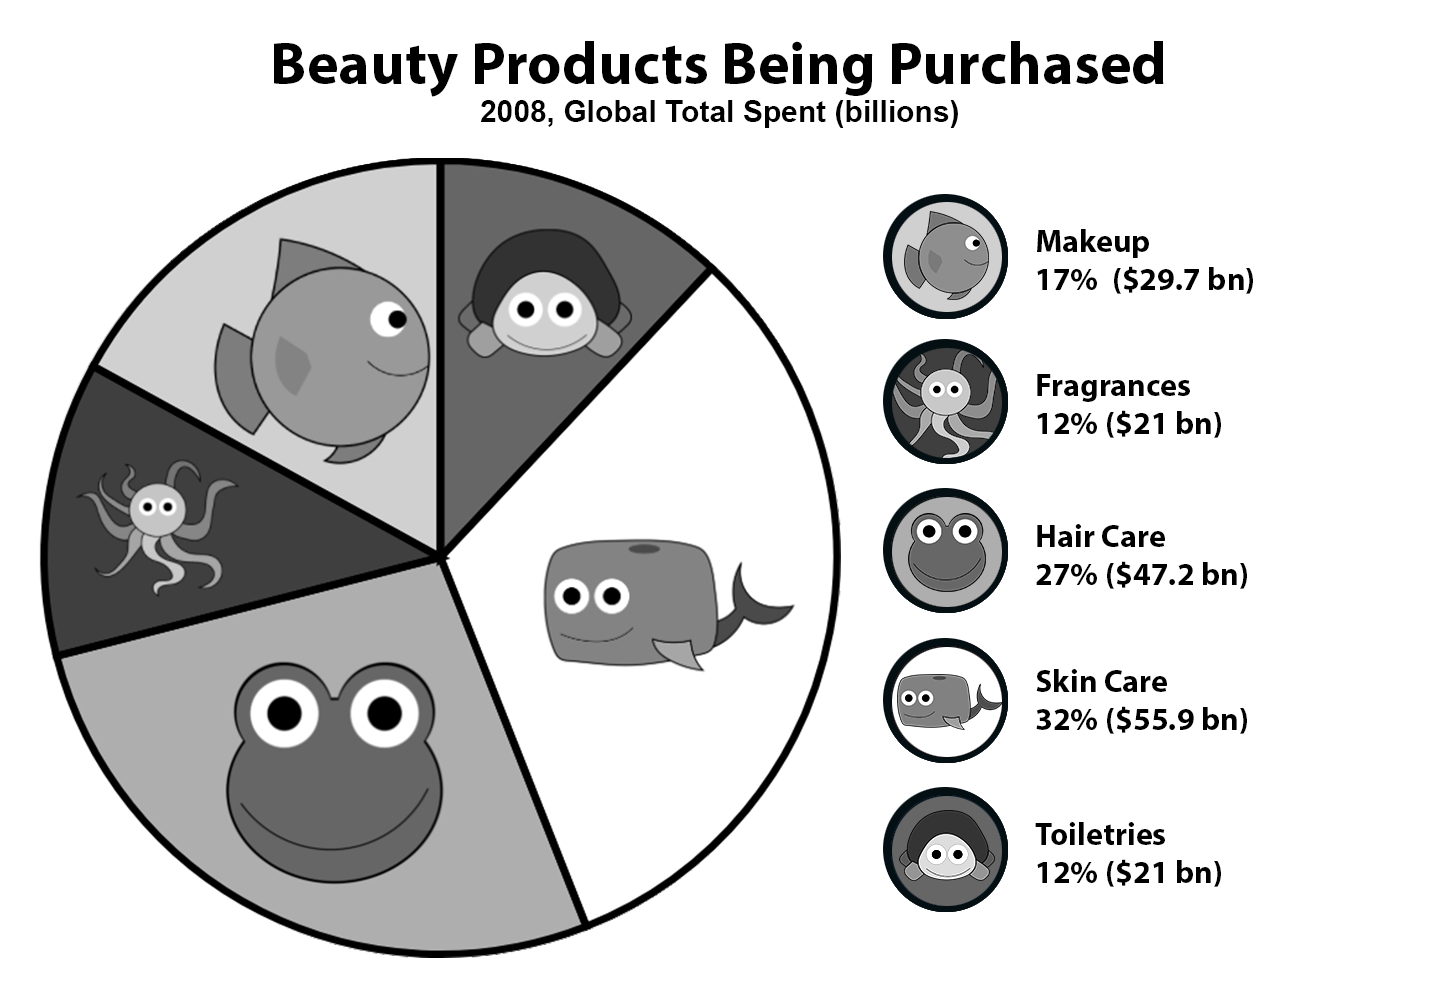 Beauty Products Being Purchased
2008, Global Total Spent (billions)
Makeup
17% ($29.7 bn)
Fragrances
12% ($21 bn)
Hair Care
27% ($47.2 bn)
Skin Care
32% ($55.9 bn)
Toiletries
12% ($21 bn)